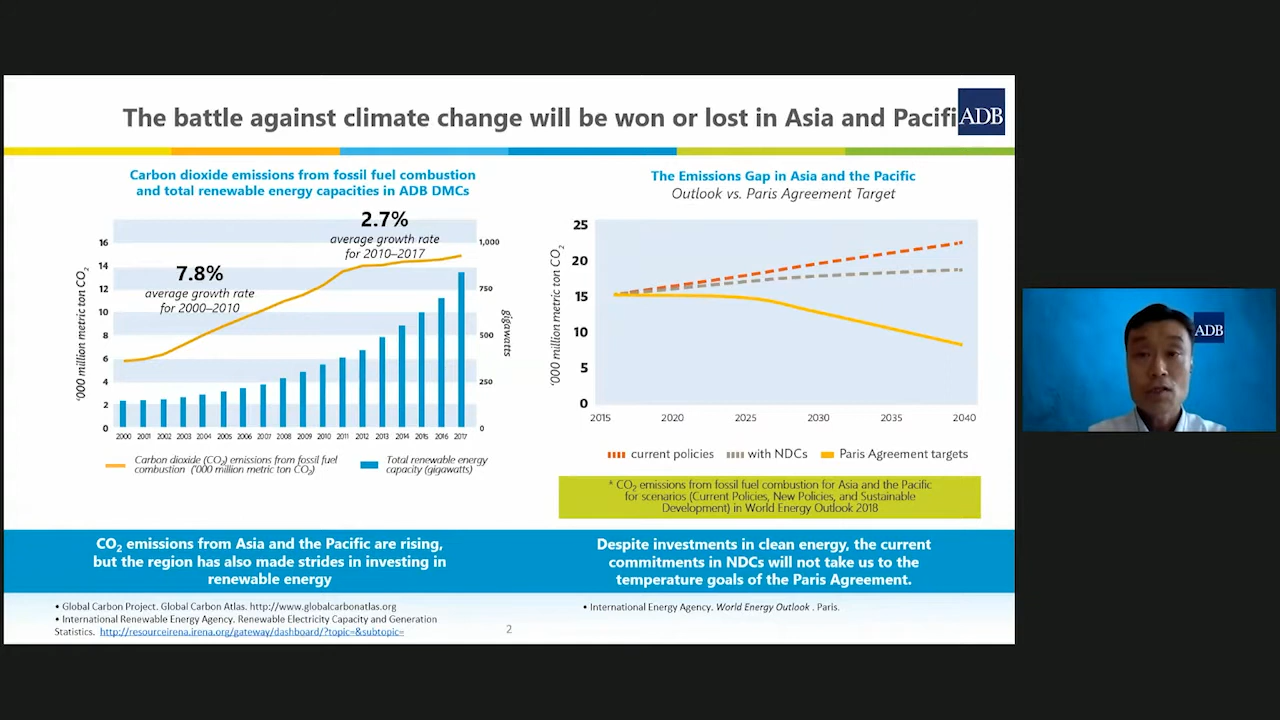 The battle against climate change will be won or lost in Asia and Pacifi
ADB
Carbon dioxide emissions from fossil fuel combustion
and total renewable energy capacities in ADB DMCs
2.7%
average growth rate
for 2010–2017
7.8%
average growth rate
for 2000–2010
'000 million metric ton CO2
16
14
12
10
8
6
4
2
0
1,000
750
500
250
0
gigawatts
2000 2001 2002 2003 2004 2005 2006 2007 2008 2009 2010 2011 2012 2013 2014 2015 2016 2017
Carbon dioxide (CO2) emissions from fossil fuel
combustion ('000 million metric ton CO2)
Total renewable energy
capacity (gigawatts)
The Emissions Gap in Asia and the Pacific
Outlook vs. Paris Agreement Target
'000 million metric ton CO2
25
20
15
10
5
0
2015 2020 2025 2030 2035 2040
current policies with NDCs Paris Agreement targets
* CO2 emissions from fossil fuel combustion for Asia and the Pacific
for scenarios (Current Policies, New Policies, and Sustainable
Development) in World Energy Outlook 2018
CO2 emissions from Asia and the Pacific are rising,
but the region has also made strides in investing in
renewable energy
Despite investments in clean energy, the current
commitments in NDCs will not take us to the
temperature goals of the Paris Agreement.
• Global Carbon Project. Global Carbon Atlas. http://www.globalcarbonatlas.org
• International Renewable Energy Agency. Renewable Electricity Capacity and Generation
Statistics. http://resourceirena.irena.org/gateway/dashboard/?topic=&subtopic=
• International Energy Agency. World Energy Outlook . Paris.
2
ADB